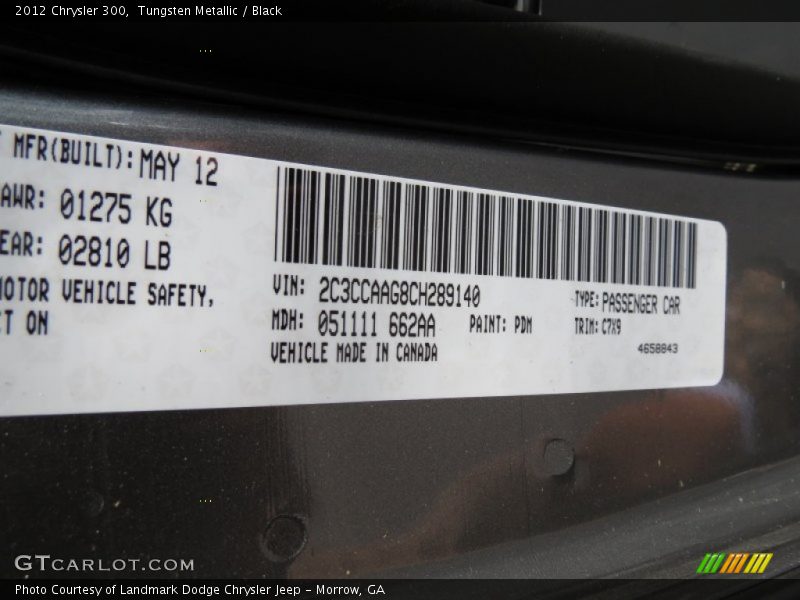 2012 Chrysler 300, Tungsten Metallic / Black
MFR(BUILT): MAY 12
AWR: 01275 KG
EAR: 02810 LB
MOTOR VEHICLE SAFETY,
CT ON
VIN: 2C3CCAAG8CH289140
MDH: 051111 662AA PAINT: PDM
VEHICLE MADE IN CANADA
TYPE: PASSENGER CAR
TRIM: C7X9
4658843
GTCARLOT.COM
Photo Courtesy of Landmark Dodge Chrysler Jeep - Morrow, GA